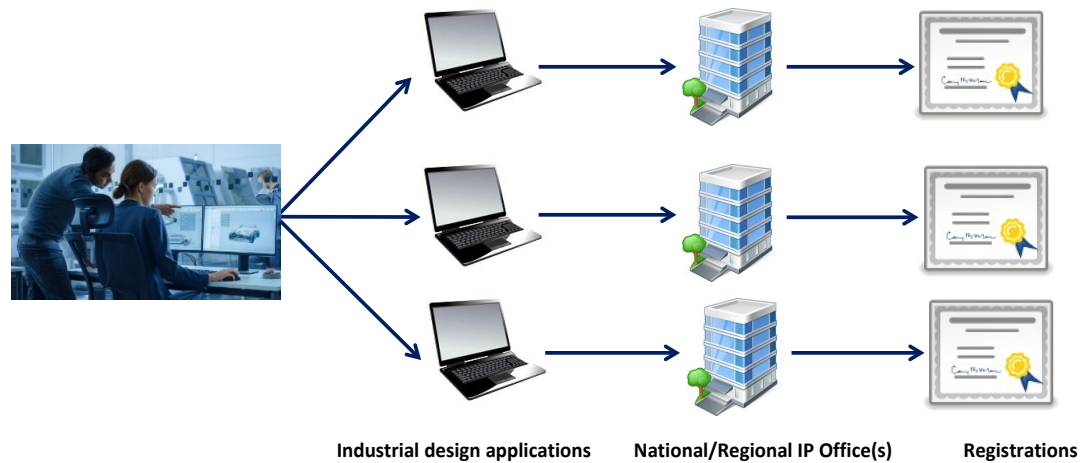 Industrial design applications
National/Regional IP Office(s)
Registrations